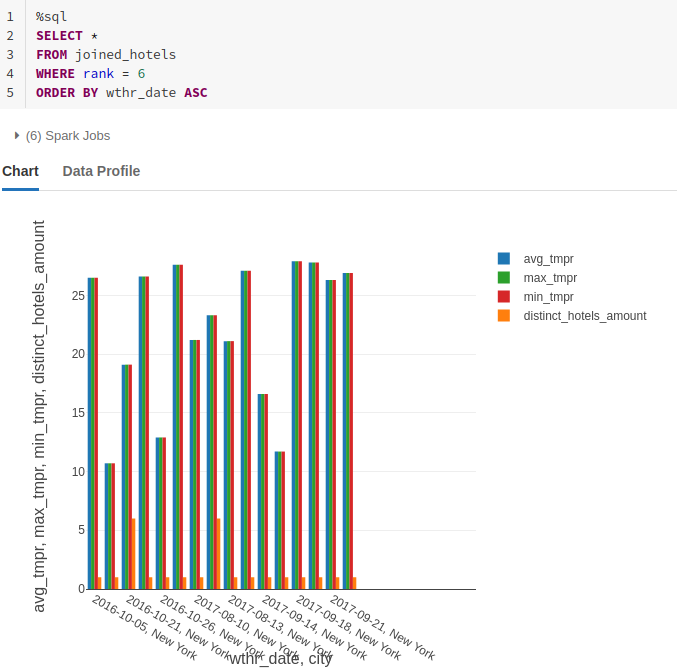 1 %sql
2 SELECT *
3 FROM joined_hotels
4 WHERE rank = 6
5 ORDER BY wthr_date ASC
(6) Spark Jobs
Chart Data Profile
avg_tmpr, max_tmpr, min_tmpr, distinct_hotels_amount
25
20
15
10
5
0
2016-10-05, New York
2016-10-21, New York
2016-10-26, New York
2017-08-10, New York
2017-08-13, New York
2017-09-14, New York
2017-09-18, New York
2017-09-21, New York
wthr_date, city
avg_tmpr
max_tmpr
min_tmpr
distinct_hotels_amount